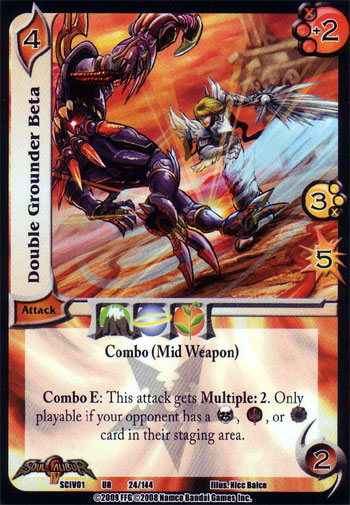 4
+2
Double Grounder Beta
3
5
Attack
Combo (Mid Weapon)
Combo E: This attack gets Multiple: 2. Only
playable if your opponent has a , , or
card in their staging area.
2
SOULCALIBUR
IV
SCIV01 UR 24/144 Illus. Nicc Balce
©2009 FFG ©2008 Namco Bandai Games Inc.